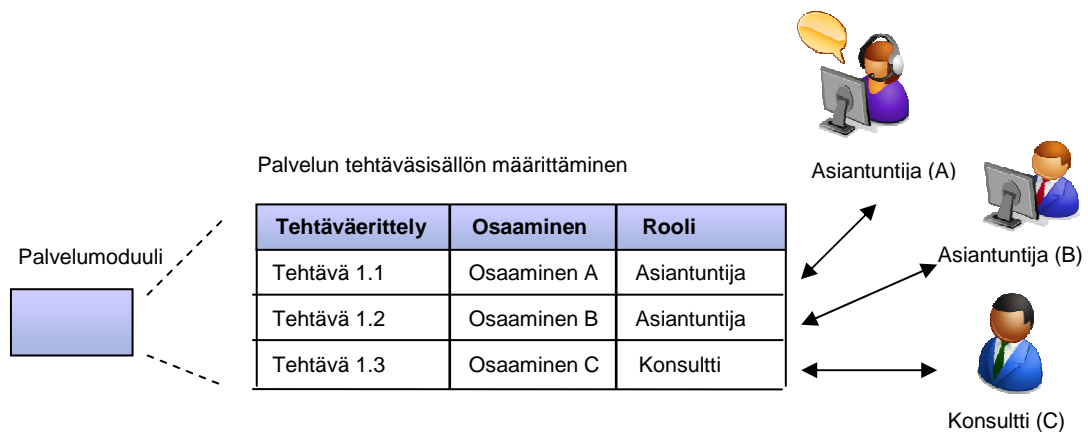 Palvelun tehtäväsisällön määrittäminen
Asiantuntija (A)
Asiantuntija (B)
Palvelumoduuli
Tehtäväerittely Osaaminen Rooli
Tehtävä 1.1 Osaaminen A Asiantuntija
Tehtävä 1.2 Osaaminen B Asiantuntija
Tehtävä 1.3 Osaaminen C Konsultti
Konsultti (C)